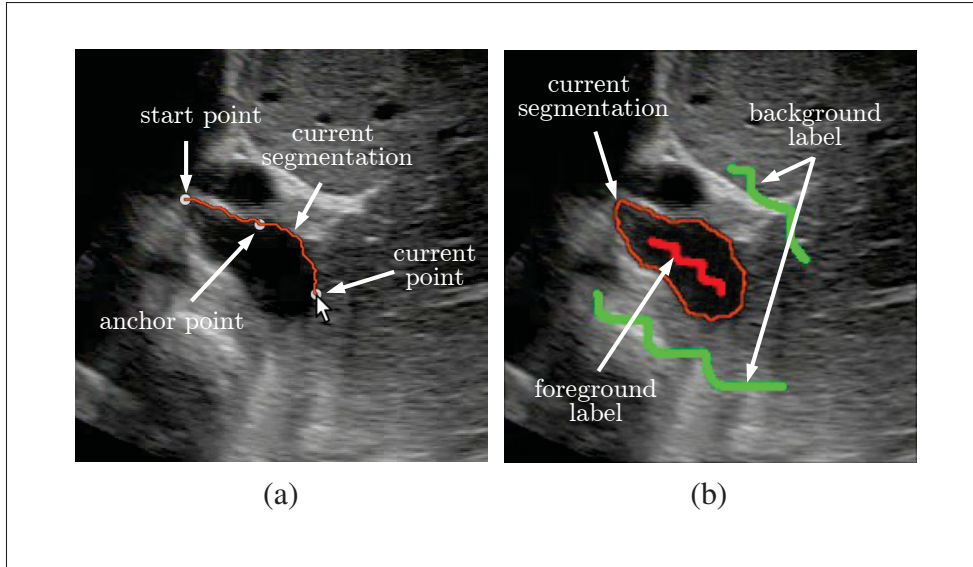 start point
current
segmentation
current
point
anchor point
(a)
current
segmentation
background
label
foreground
label
(b)